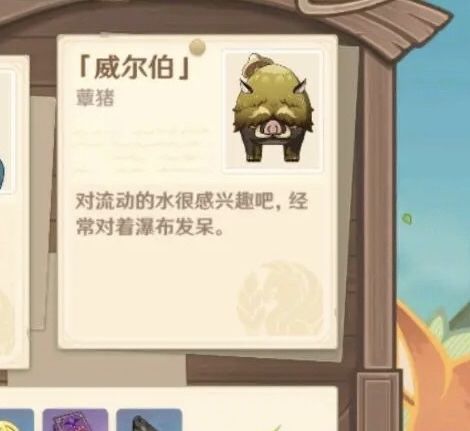 「威尔伯」
蕈猪
对流动的水很感兴趣吧，经
常对着瀑布发呆。